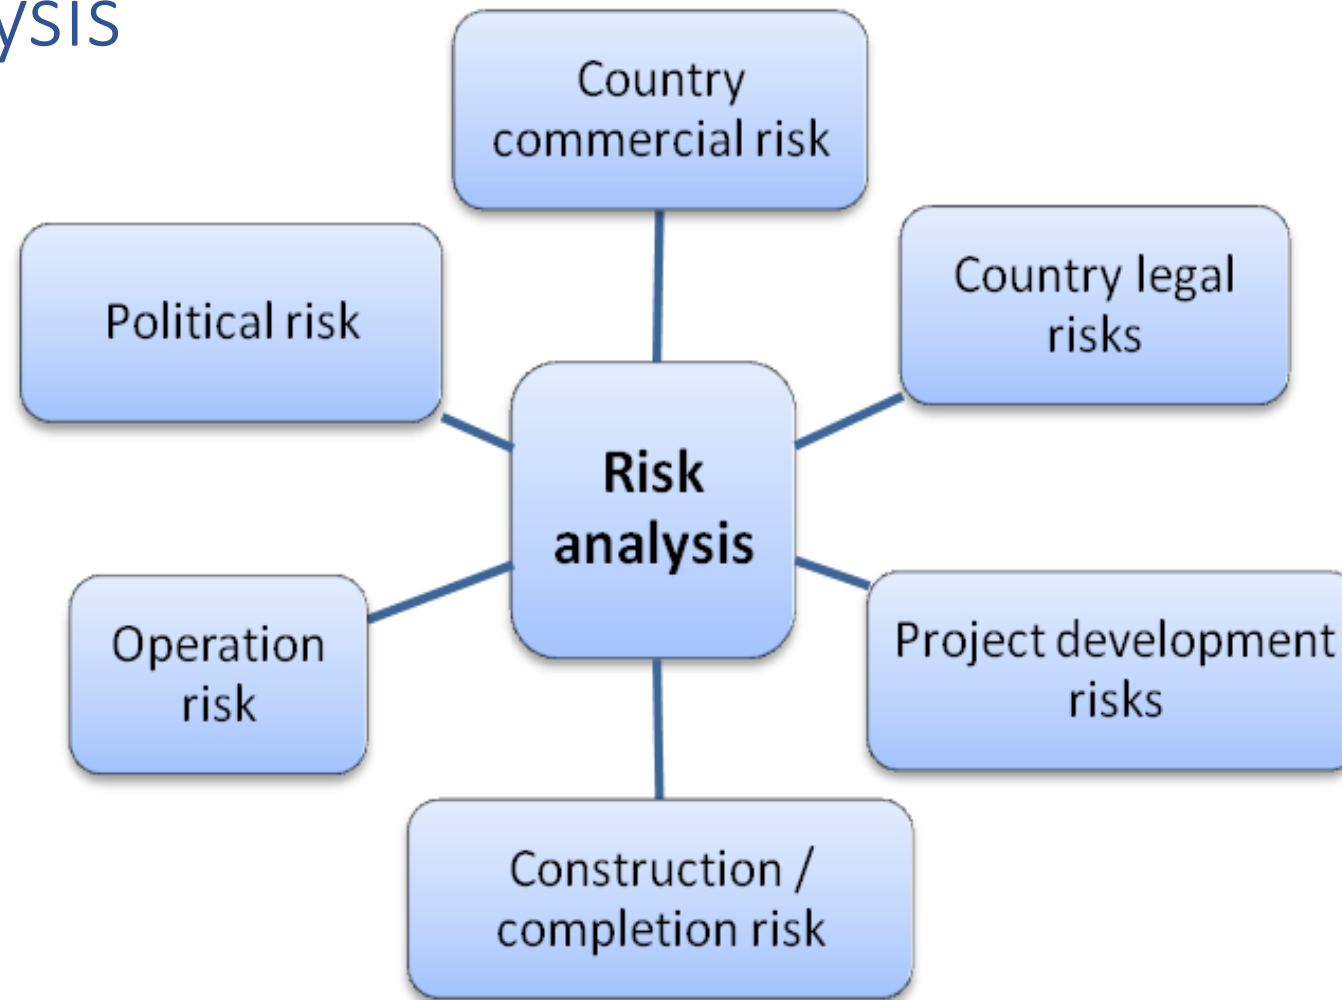 ysis
Country
commercial risk
Country legal
risks
Political risk
Risk
analysis
Project development
risks
Operation
risk
Construction /
completion risk